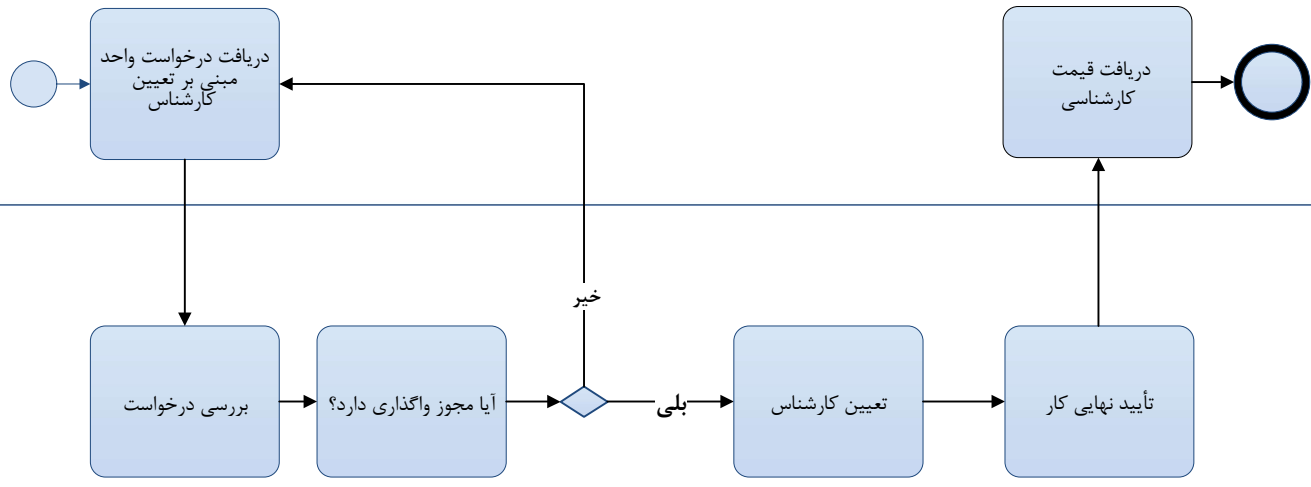 دریافت درخواست واحد
مبنی بر تعیین
کارشناس
دریافت قیمت
کارشناسی
خیر
بررسی درخواست
آیا مجوز واگذاری دارد؟
بلی
تعیین کارشناس
تأیید نهایی کار